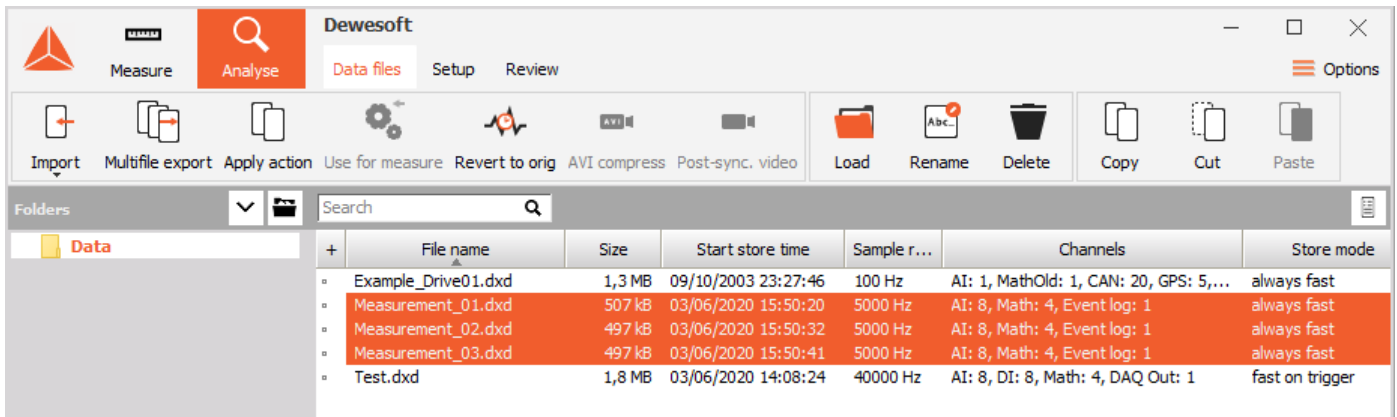 Dewesoft
Measure Analyse Data files Setup Review Options
Import Multifile export Apply action Use for measure Revert to orig AVI compress Post-sync. video Load Rename Delete Copy Cut Paste
AVI Abc...
Folders Search
Data
+ File name Size Start store time Sample r... Channels Store mode
Example_Drive01.dxd 1,3 MB 09/10/2003 23:27:46 100 Hz AI: 1, MathOld: 1, CAN: 20, GPS: 5,... always fast
Measurement_01.dxd 507 kB 03/06/2020 15:50:20 5000 Hz AI: 8, Math: 4, Event log: 1 always fast
Measurement_02.dxd 497 kB 03/06/2020 15:50:32 5000 Hz AI: 8, Math: 4, Event log: 1 always fast
Measurement_03.dxd 497 kB 03/06/2020 15:50:41 5000 Hz AI: 8, Math: 4, Event log: 1 always fast
Test.dxd 1,8 MB 03/06/2020 14:08:24 40000 Hz AI: 8, DI: 8, Math: 4, DAQ Out: 1 fast on trigger